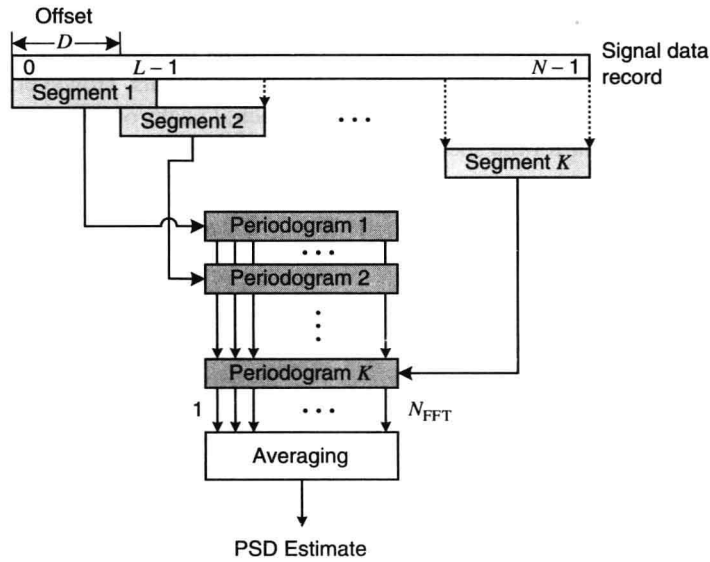 Offset
D
0 L – 1 N – 1
Signal data
record
Segment 1
Segment 2
...
Segment K
Periodogram 1
...
Periodogram 2
...
Periodogram K
1 ... N_FFT
Averaging
PSD Estimate